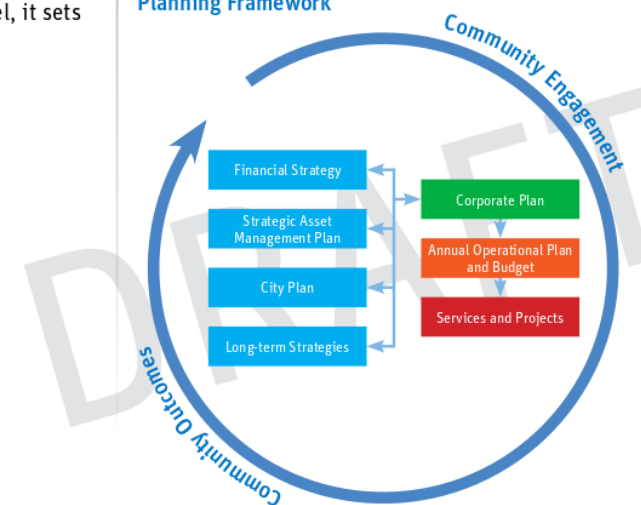 el, it sets
Planning Framework
Community Engagement
Financial Strategy
Strategic Asset
Management Plan
City Plan
Long-term Strategies
Corporate Plan
Annual Operational Plan
and Budget
Services and Projects
Community Outcomes
DRAFT